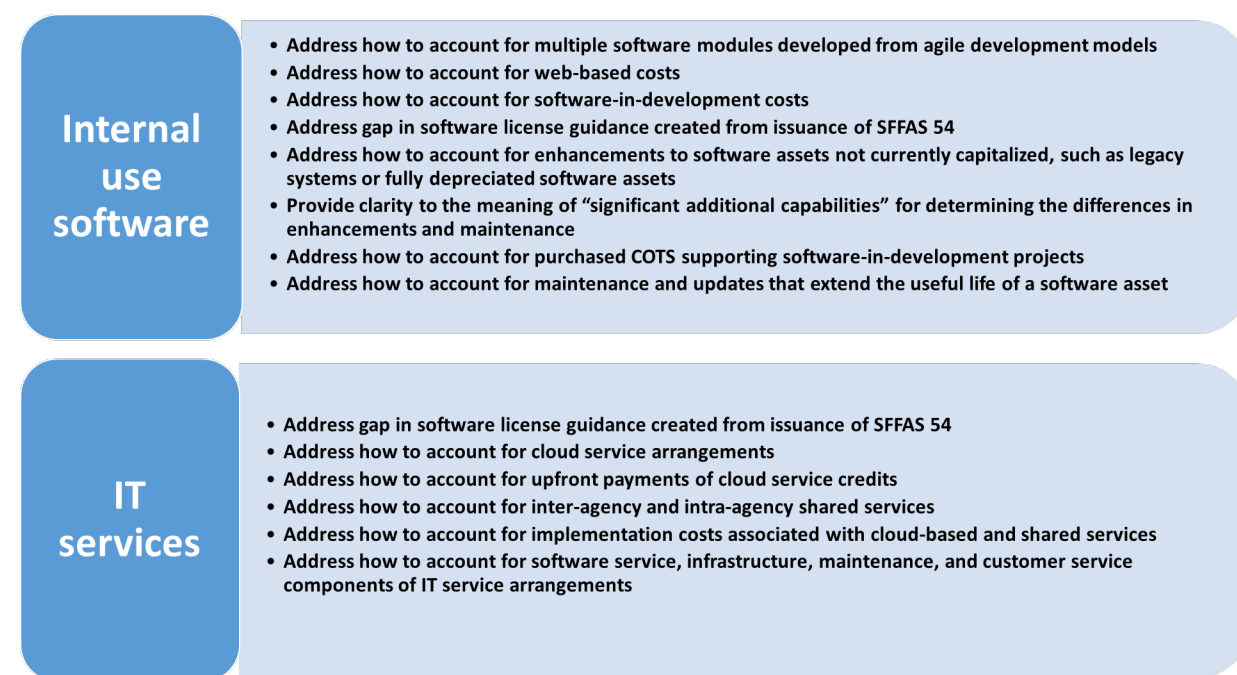 Internal
use
software
• Address how to account for multiple software modules developed from agile development models
• Address how to account for web-based costs
• Address how to account for software-in-development costs
• Address gap in software license guidance created from issuance of SFFAS 54
• Address how to account for enhancements to software assets not currently capitalized, such as legacy
systems or fully depreciated software assets
• Provide clarity to the meaning of “significant additional capabilities” for determining the differences in
enhancements and maintenance
• Address how to account for purchased COTS supporting software-in-development projects
• Address how to account for maintenance and updates that extend the useful life of a software asset
IT
services
• Address gap in software license guidance created from issuance of SFFAS 54
• Address how to account for cloud service arrangements
• Address how to account for upfront payments of cloud service credits
• Address how to account for inter-agency and intra-agency shared services
• Address how to account for implementation costs associated with cloud-based and shared services
• Address how to account for software service, infrastructure, maintenance, and customer service
components of IT service arrangements